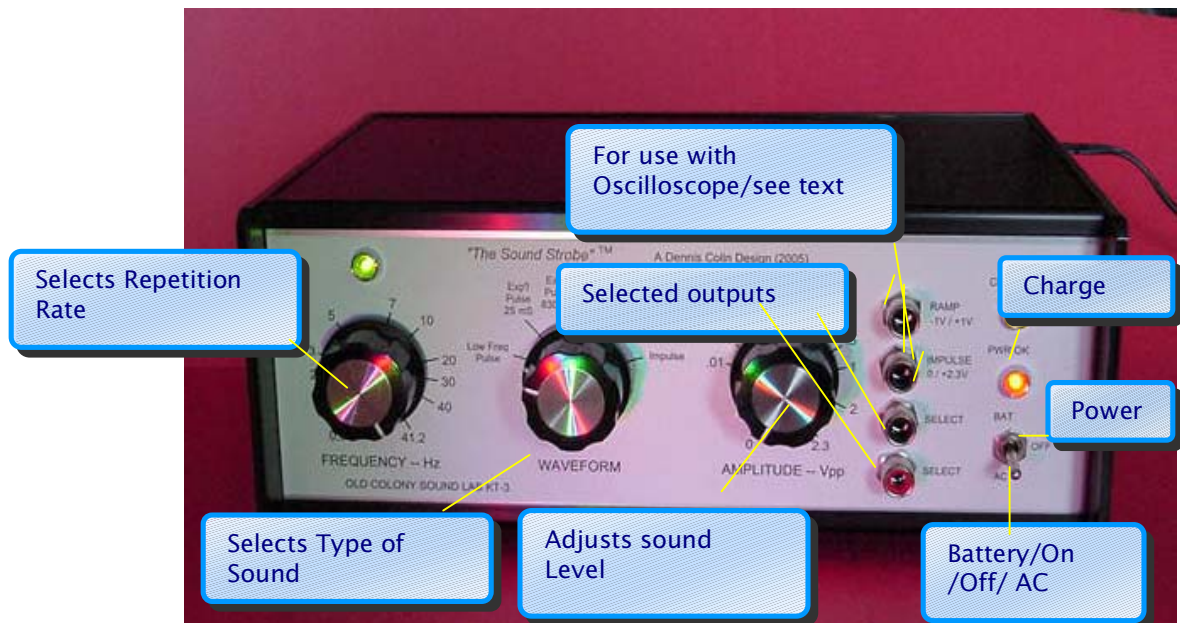 For use with
Oscilloscope/see text
Selects Repetition
Rate
"The Sound Strobe" ™
A Dennis Colin Design (2005)
Selected outputs
Charge
Exp'l
Pulse
25 mS
Low Freq
Pulse
Impulse
5
7
10
20
30
40
41.2
.01
2
2.3
0
RAMP
-1V / +1V
IMPULSE
0 / +2.3V
SELECT
SELECT
PWR OK
BAT
OFF
AC
Power
FREQUENCY -- Hz
WAVEFORM
AMPLITUDE -- Vpp
OLD COLONY SOUND LAB KT-3
Selects Type of
Sound
Adjusts sound
Level
Battery/On
/Off/ AC